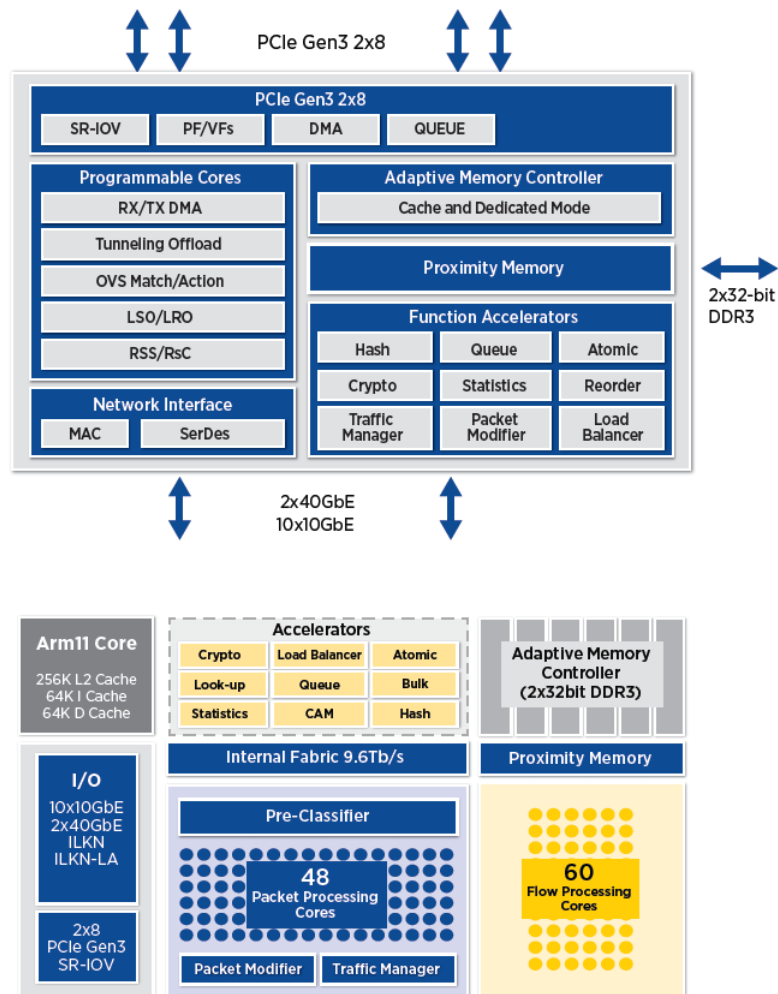 PCIe Gen3 2x8
PCIe Gen3 2x8
SR-IOV
PF/VFs
DMA
QUEUE
Programmable Cores
RX/TX DMA
Tunneling Offload
OVS Match/Action
LSO/LRO
RSS/RsC
Network Interface
MAC
SerDes
Adaptive Memory Controller
Cache and Dedicated Mode
Proximity Memory
Function Accelerators
Hash
Queue
Atomic
Crypto
Statistics
Reorder
Traffic
Manager
Packet
Modifier
Load
Balancer
2x32-bit
DDR3
2x40GbE
10x10GbE
Arm11 Core
256K L2 Cache
64K I Cache
64K D Cache
Accelerators
Crypto
Load Balancer
Atomic
Look-up
Queue
Bulk
Statistics
CAM
Hash
Adaptive Memory
Controller
(2x32bit DDR3)
Internal Fabric 9.6Tb/s
Proximity Memory
I/O
10x10GbE
2x40GbE
ILKN
ILKN-LA
2x8
PCIe Gen3
SR-IOV
Pre-Classifier
48
Packet Processing
Cores
Packet Modifier
Traffic Manager
60
Flow Processing
Cores